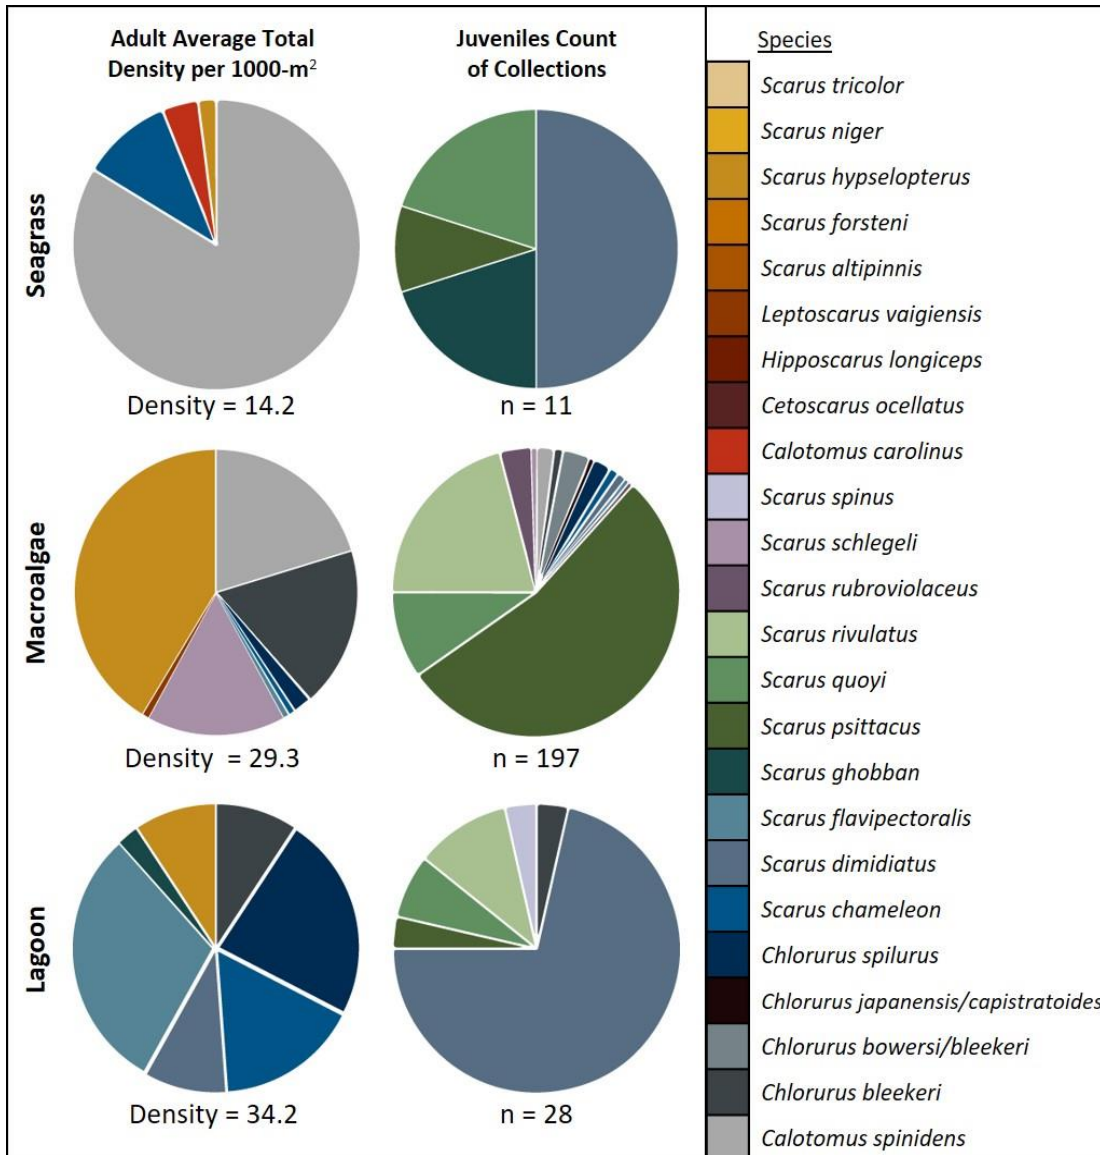 Adult Average Total
Density per 1000-m²
Juveniles Count
of Collections
Seagrass
Density = 14.2
n = 11
Macroalgae
Density = 29.3
n = 197
Lagoon
Density = 34.2
n = 28
Species
Scarus tricolor
Scarus niger
Scarus hypselopterus
Scarus forsteni
Scarus altipinnis
Leptoscarus vaigiensis
Hipposcarus longiceps
Cetoscarus ocellatus
Calotomus carolinus
Scarus spinus
Scarus schlegeli
Scarus rubroviolaceus
Scarus rivulatus
Scarus quoyi
Scarus psittacus
Scarus ghobban
Scarus flavipectoralis
Scarus dimidiatus
Scarus chameleon
Chlorurus spilurus
Chlorurus japanensis/capistratoides
Chlorurus bowersi/bleekeri
Chlorurus bleekeri
Calotomus spinidens